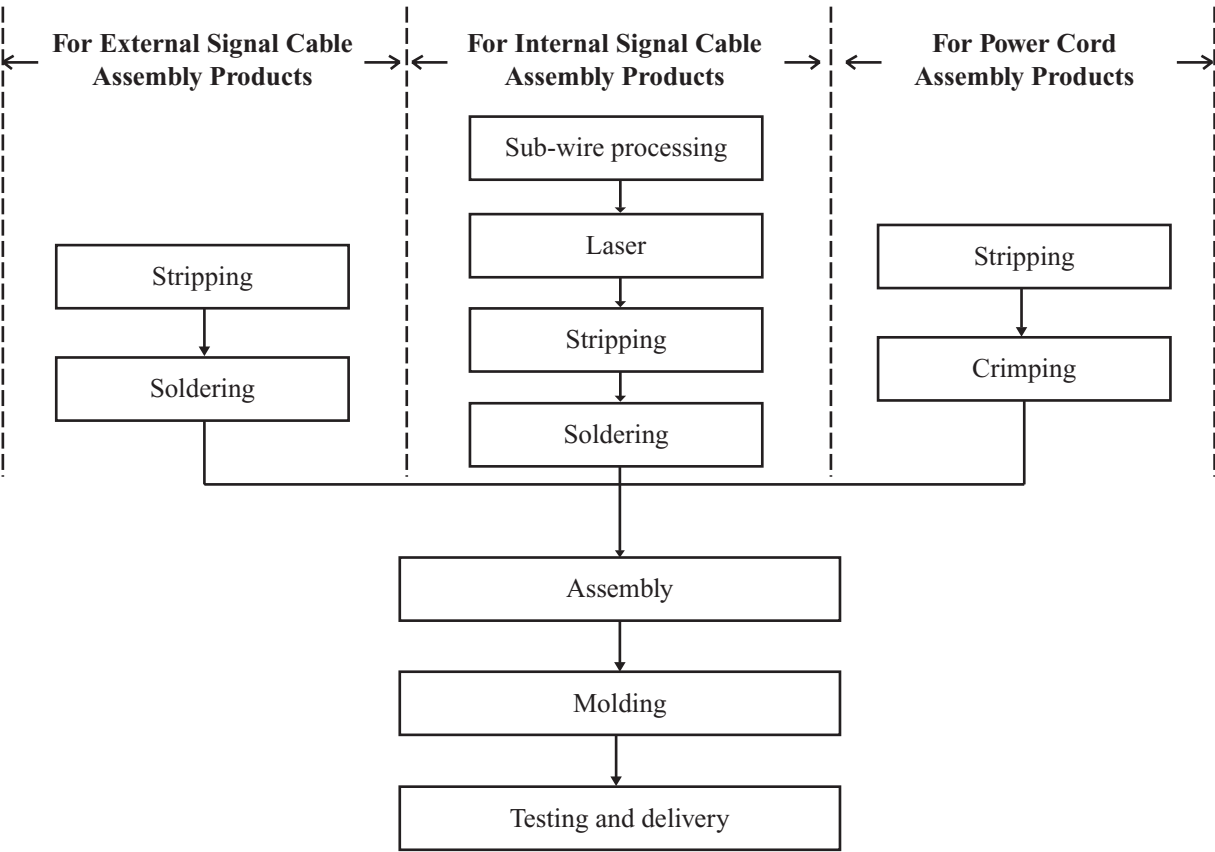 For External Signal Cable
Assembly Products
Stripping
Soldering
For Internal Signal Cable
Assembly Products
Sub-wire processing
Laser
Stripping
Soldering
For Power Cord
Assembly Products
Stripping
Crimping
Assembly
Molding
Testing and delivery